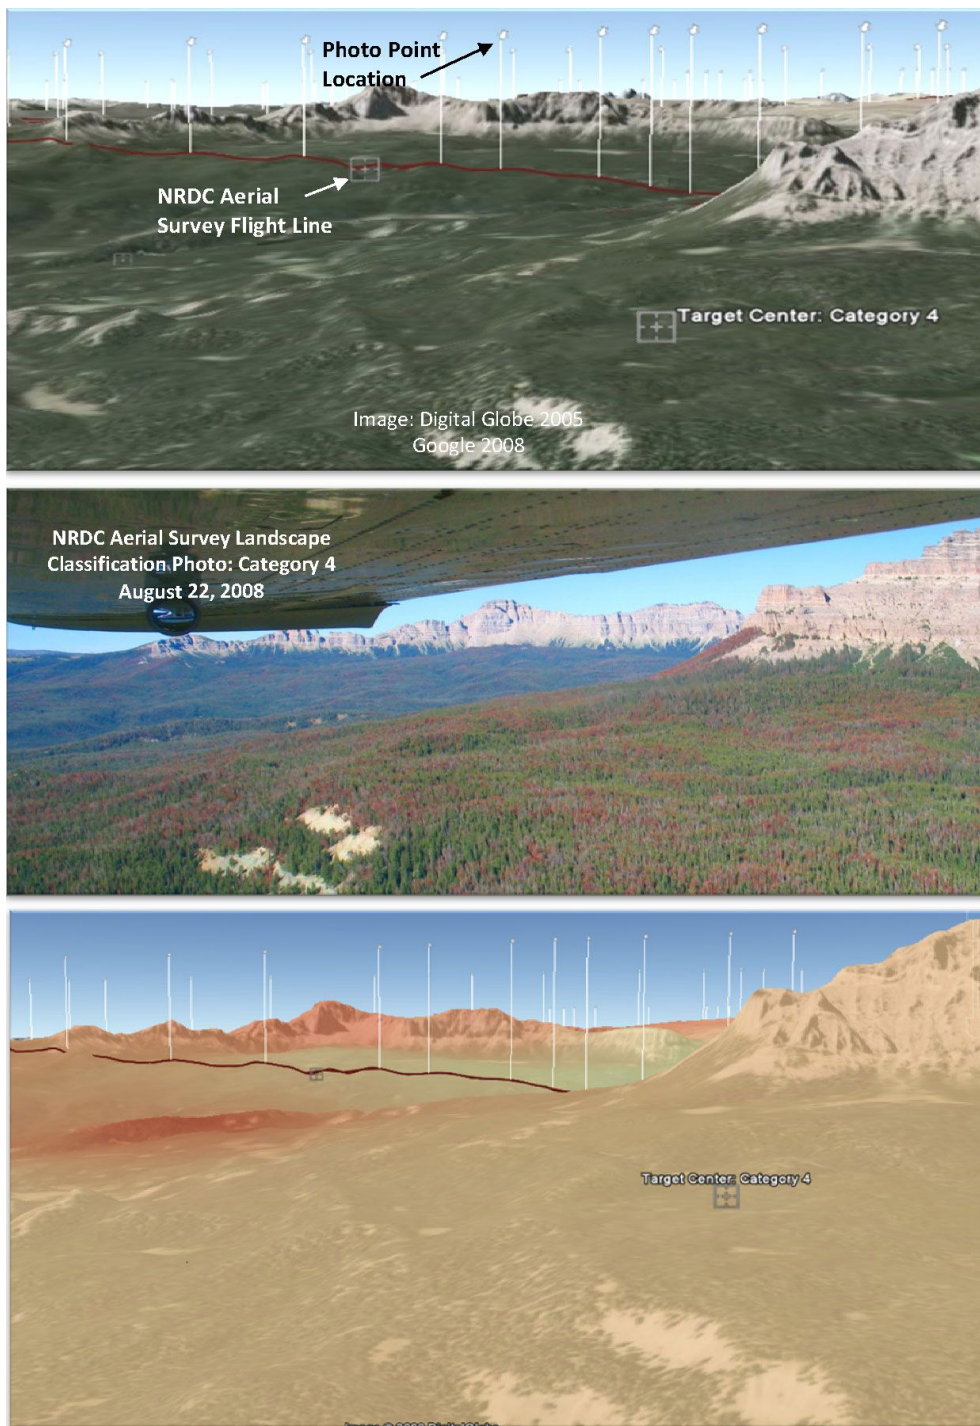 Photo Point
Location
NRDC Aerial
Survey Flight Line
Target Center: Category 4
Image: Digital Globe 2005
Google 2008
NRDC Aerial Survey Landscape
Classification Photo: Category 4
August 22, 2008
Target Center: Category 4